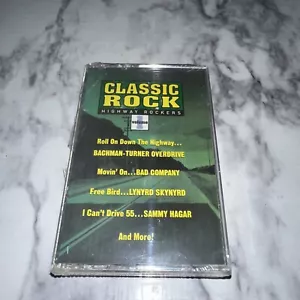 CLASSIC
ROCK
HIGHWAY ROCKERS
Roll On Down The Highway...
BACHMAN-TURNER OVERDRIVE
Movin' On...BAD COMPANY
Free Bird...LYNYRD SKYNYRD
I Can't Drive 55...SAMMY HAGAR
And More!